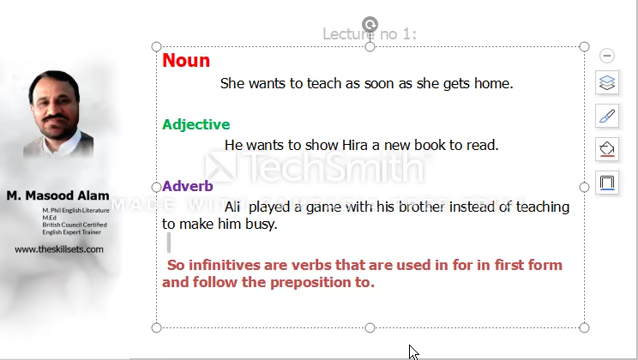 Lecture no 1:
Noun
She wants to teach as soon as she gets home.
Adjective
He wants to show Hira a new book to read.
TechSmith
Adverb
MADE WITH
Ali played a game with his brother instead of teaching
to make him busy.
So infinitives are verbs that are used in for in first form
and follow the preposition to.
M. Masood Alam
M. Phil English Literature
M.Ed
British Council Certified
English Expert Trainer
www.theskillsets.com